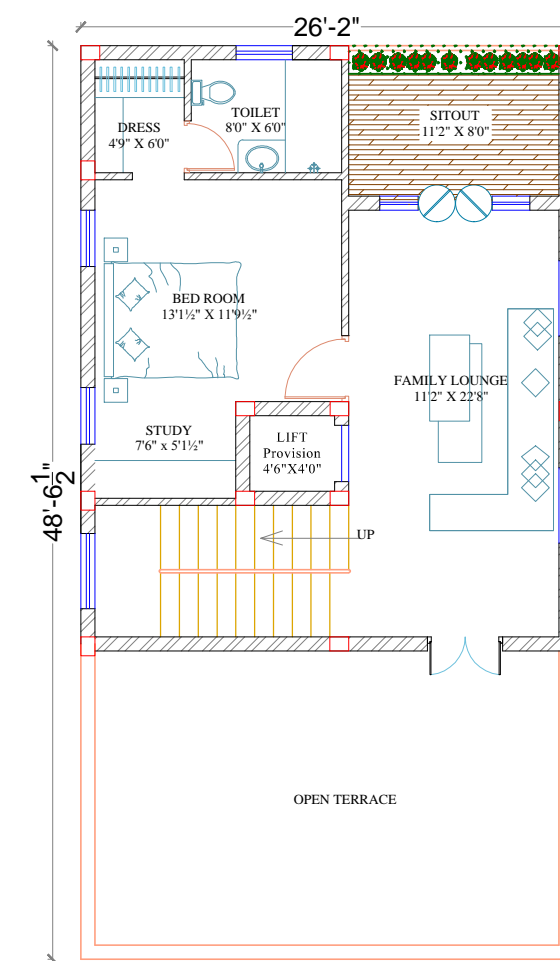 26'-2"
TOILET
8'0" X 6'0"
DRESS
4'9" X 6'0"
SITOUT
11'2" X 8'0"
BED ROOM
13'1½" X 11'9½"
FAMILY LOUNGE
11'2" X 22'8"
STUDY
7'6" x 5'1½"
LIFT
Provision
4'6"X4'0"
48'-6 1/2"
UP
OPEN TERRACE